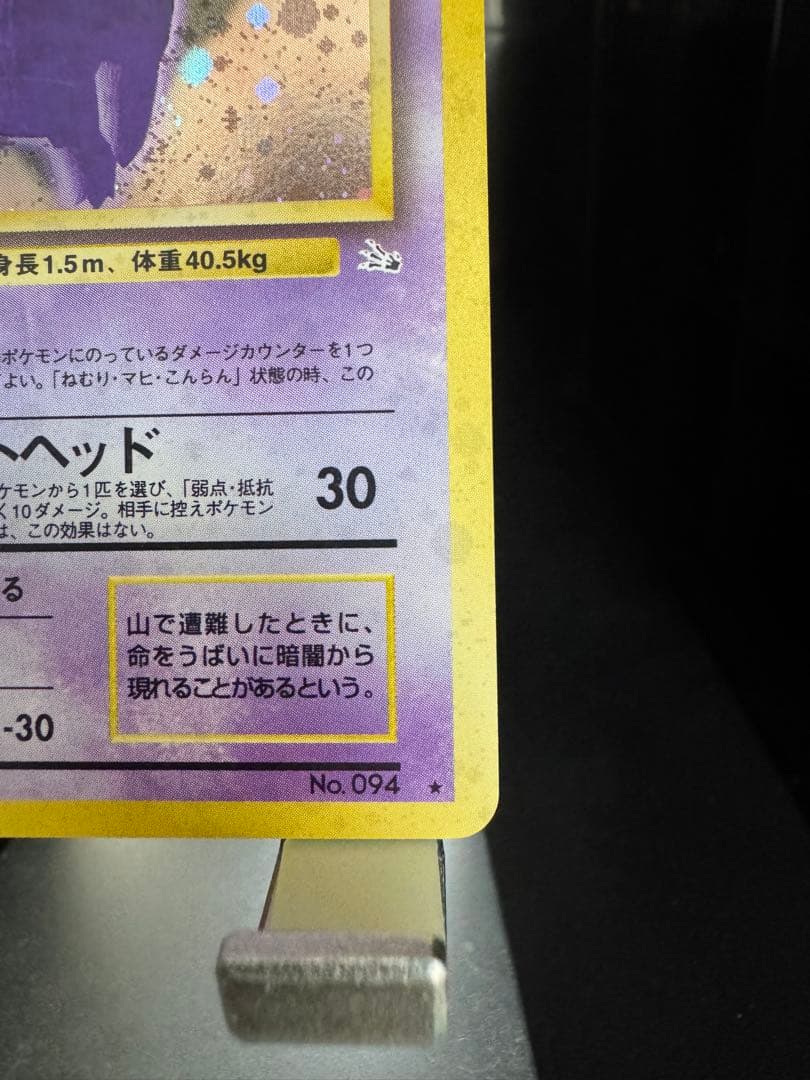 身長1.5m、体重40.5kg
ポケモンにのっているダメージカウンターを1つ
よい。「ねむり・マヒ・こんらん」状態の時、この
ヘッド
30
ケモンから1匹を選び、「弱点・抵抗
く10ダメージ。相手に控えポケモン
は、この効果はない。
る
山で遭難したときに、
命をうばいに暗闇から
現れることがあるという。
-30
No. 094 ★